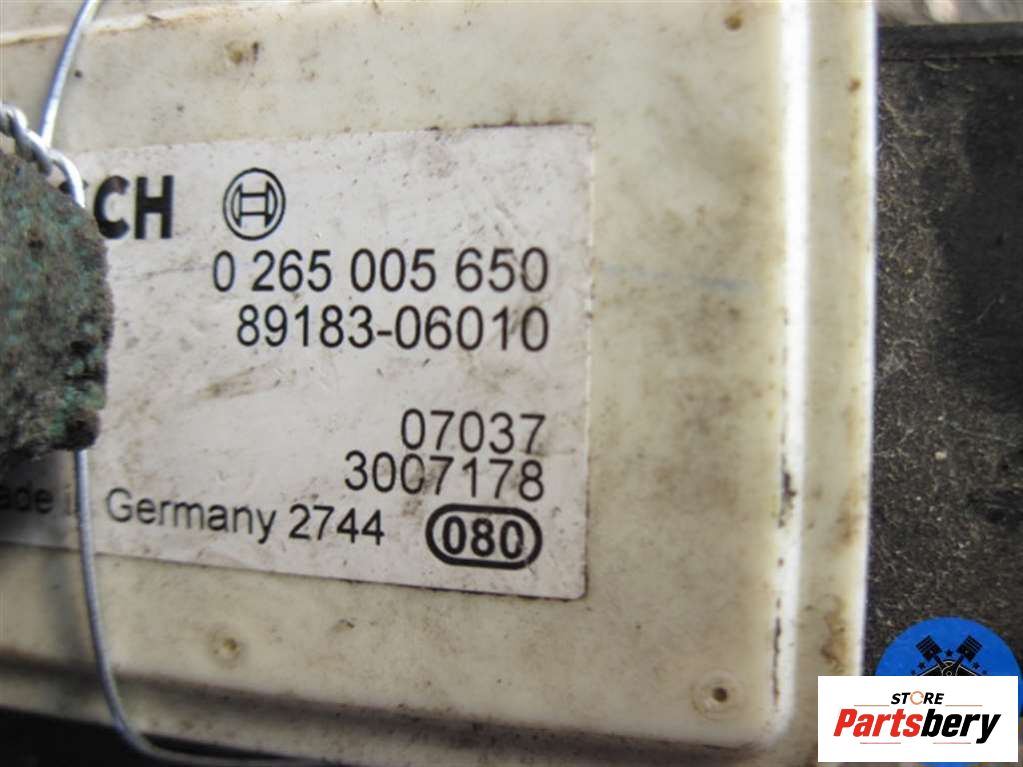 CH
0 265 005 650
89183-06010
07037
3007178
Germany 2744
080
STORE
Partsbery